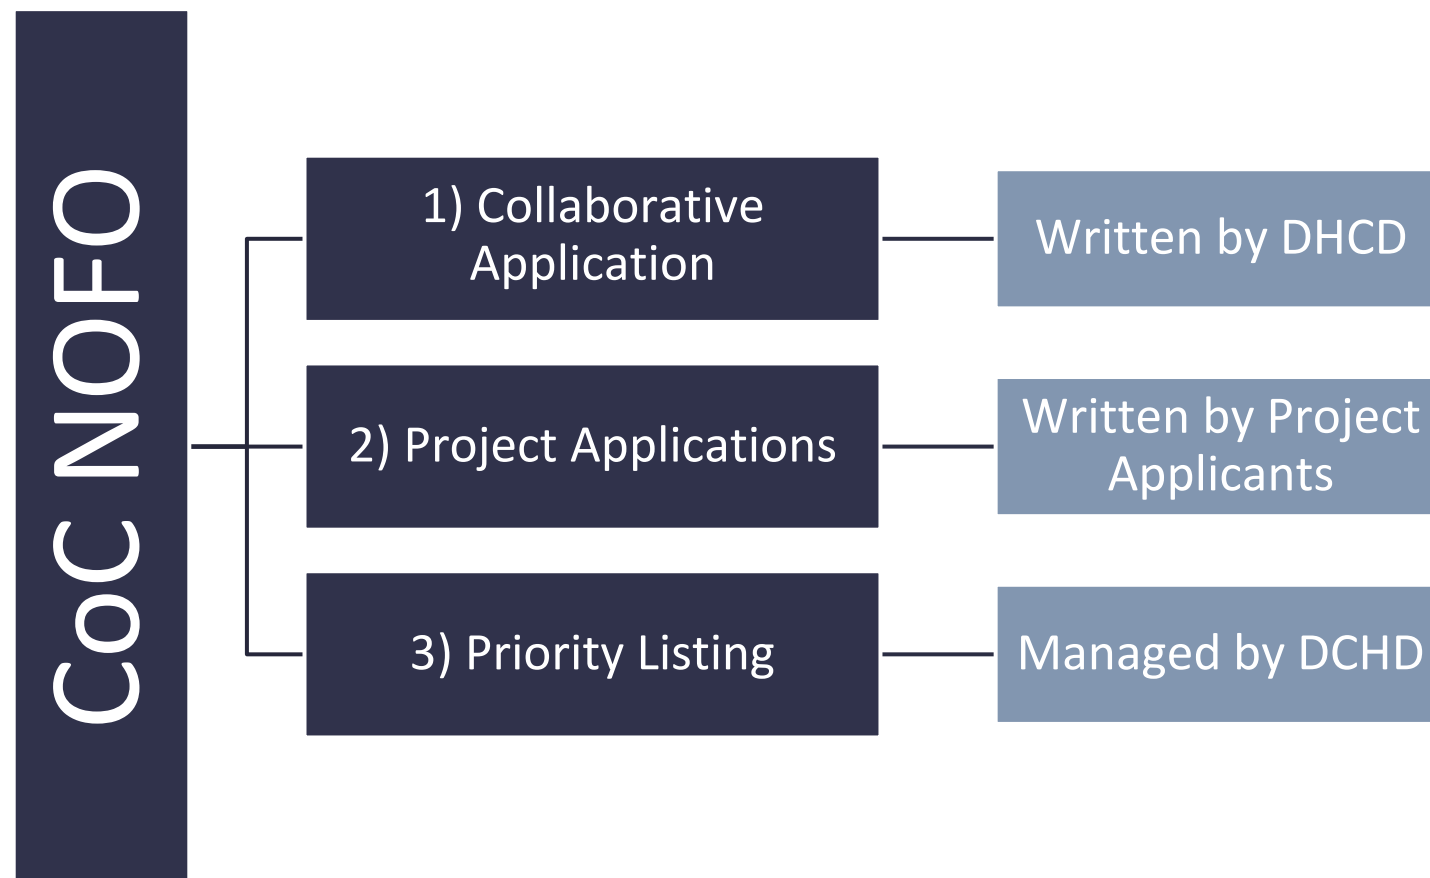 CoC NOFO
1) Collaborative
Application
Written by DHCD
2) Project Applications
Written by Project
Applicants
3) Priority Listing
Managed by DCHD